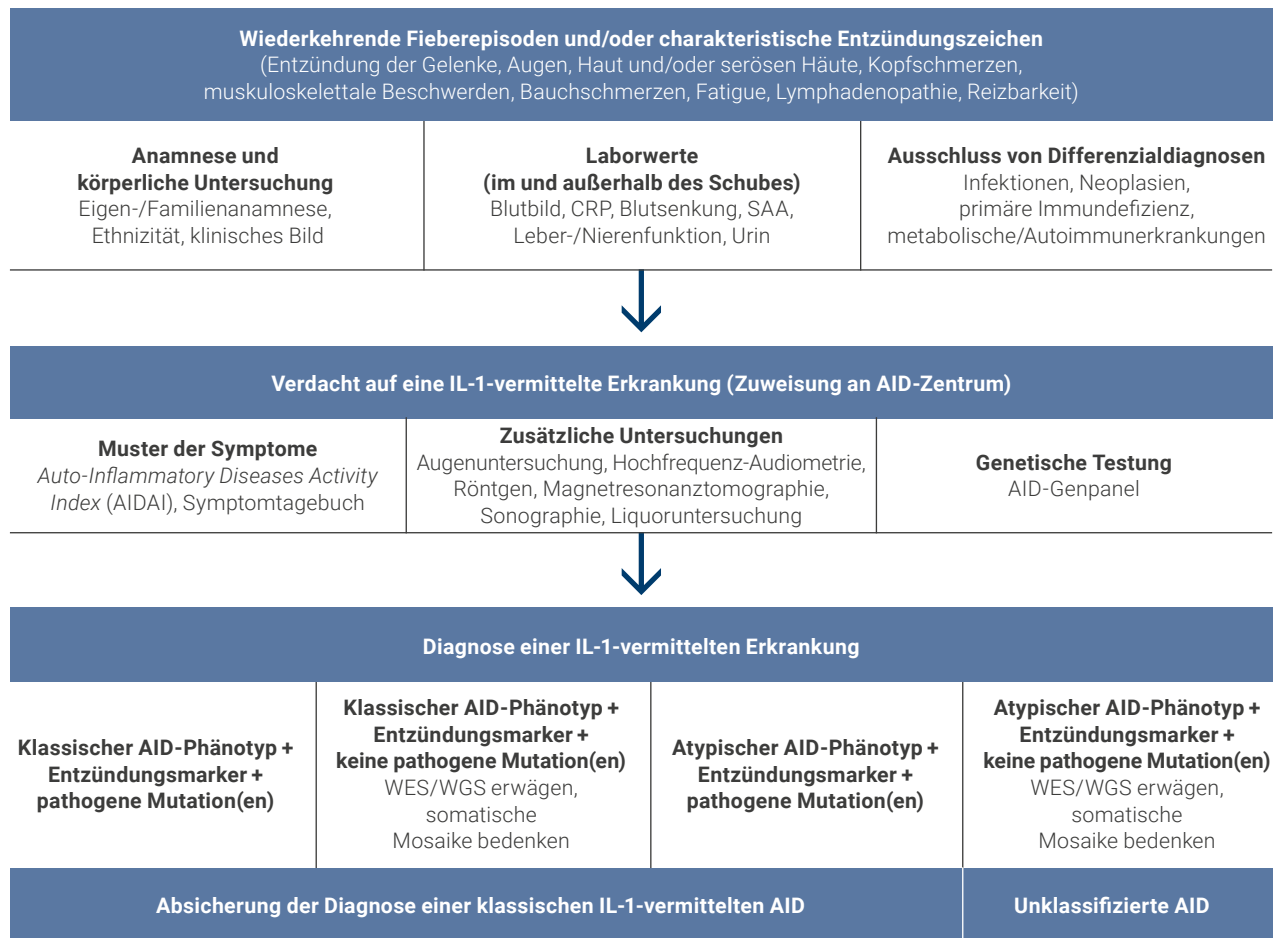 Wiederkehrende Fieberepisoden und/oder charakteristische Entzündungszeichen
(Entzündung der Gelenke, Augen, Haut und/oder serösen Häute, Kopfschmerzen,
muskuloskelettale Beschwerden, Bauchschmerzen, Fatigue, Lymphadenopathie, Reizbarkeit)
Anamnese und
körperliche Untersuchung
Eigen-/Familienanamnese,
Ethnizität, klinisches Bild
Laborwerte
(im und außerhalb des Schubes)
Blutbild, CRP, Blutsenkung, SAA,
Leber-/Nierenfunktion, Urin
Ausschluss von Differenzialdiagnosen
Infektionen, Neoplasien,
primäre Immundefizienz,
metabolische/Autoimmunerkrankungen
Verdacht auf eine IL-1-vermittelte Erkrankung (Zuweisung an AID-Zentrum)
Muster der Symptome
Auto-Inflammatory Diseases Activity
Index (AIDAI), Symptomtagebuch
Zusätzliche Untersuchungen
Augenuntersuchung, Hochfrequenz-Audiometrie,
Röntgen, Magnetresonanztomographie,
Sonographie, Liquoruntersuchung
Genetische Testung
AID-Genpanel
Diagnose einer IL-1-vermittelten Erkrankung
Klassischer AID-Phänotyp +
Entzündungsmarker +
pathogene Mutation(en)
Klassischer AID-Phänotyp +
Entzündungsmarker +
keine pathogene Mutation(en)
WES/WGS erwägen,
somatische
Mosaike bedenken
Atypischer AID-Phänotyp +
Entzündungsmarker +
pathogene Mutation(en)
Atypischer AID-Phänotyp +
Entzündungsmarker +
keine pathogene Mutation(en)
WES/WGS erwägen,
somatische
Mosaike bedenken
Absicherung der Diagnose einer klassischen IL-1-vermittelten AID
Unklassifizierte AID